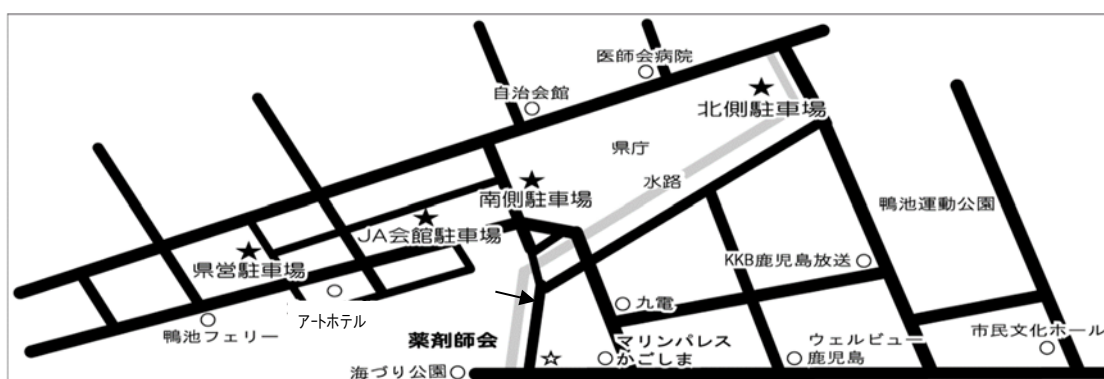 医師会病院
自治会館
北側駐車場
県庁
水路
南側駐車場
鴨池運動公園
JA会館駐車場
県営駐車場
KKB鹿児島放送
九電
アートホテル
鴨池フェリー
薬剤師会
マリンパレス
かごしま
ウェルビュー
鹿児島
市民文化ホール
海づり公園